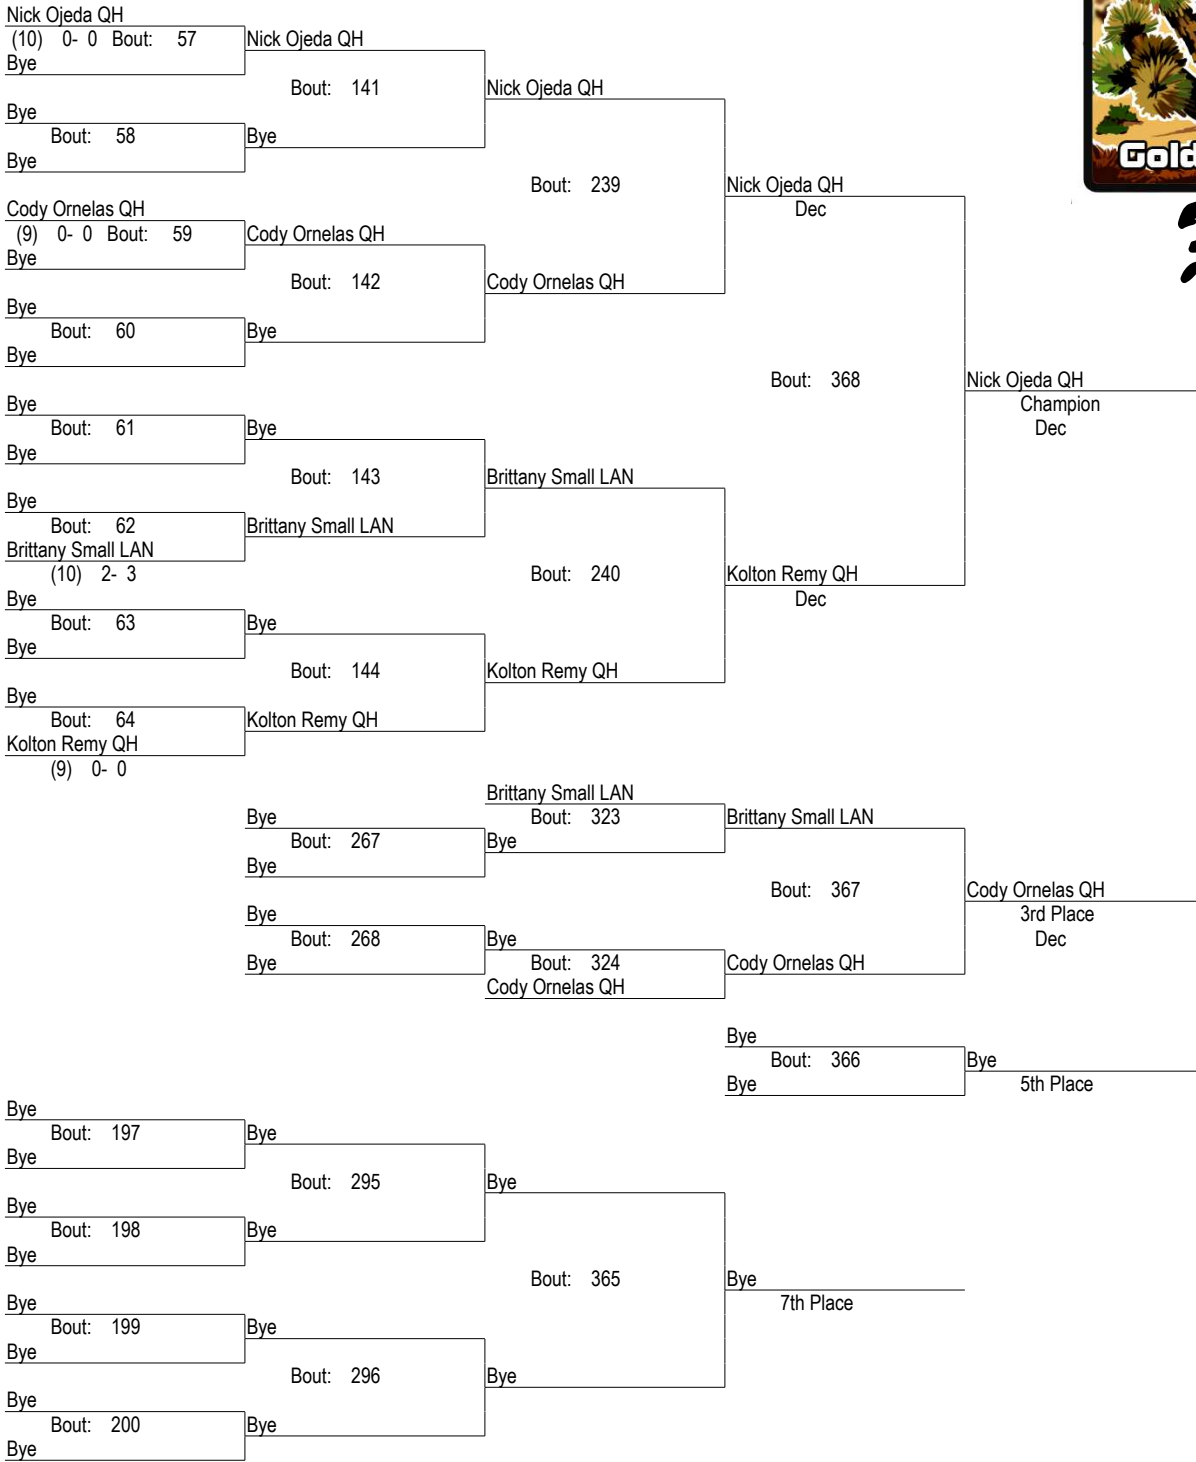 Nick Ojeda QH
(10) 0- 0 Bout: 57 Nick Ojeda QH
Bye
Bout: 141 Nick Ojeda QH
Bye
Bout: 58 Bye
Bye
Gold
Bout: 239 Nick Ojeda QH
Cody Ornelas QH Dec
(9) 0- 0 Bout: 59 Cody Ornelas QH
Bye
Bout: 142 Cody Ornelas QH
Bye
Bout: 60 Bye
Bye
Bout: 368 Nick Ojeda QH
Bye Champion
Bout: 61 Bye Dec
Bye
Bout: 143 Brittany Small LAN
Bye
Bout: 62 Brittany Small LAN
Brittany Small LAN
(10) 2- 3 Bout: 240 Kolton Remy QH
Bye Dec
Bout: 63 Bye
Bye
Bout: 144 Kolton Remy QH
Bye
Bout: 64 Kolton Remy QH
Kolton Remy QH
(9) 0- 0
Brittany Small LAN
Bye Bout: 323 Brittany Small LAN
Bout: 267 Bye
Bye
Bout: 367 Cody Ornelas QH
Bye 3rd Place
Bout: 268 Bye Dec
Bye Bout: 324 Cody Ornelas QH
Cody Ornelas QH
Bye
Bout: 366 Bye
Bye 5th Place
Bye
Bout: 197 Bye
Bye
Bout: 295 Bye
Bye
Bout: 198 Bye
Bye
Bout: 365 Bye
Bye 7th Place
Bout: 199 Bye
Bye
Bout: 296 Bye
Bye
Bout: 200 Bye
Bye